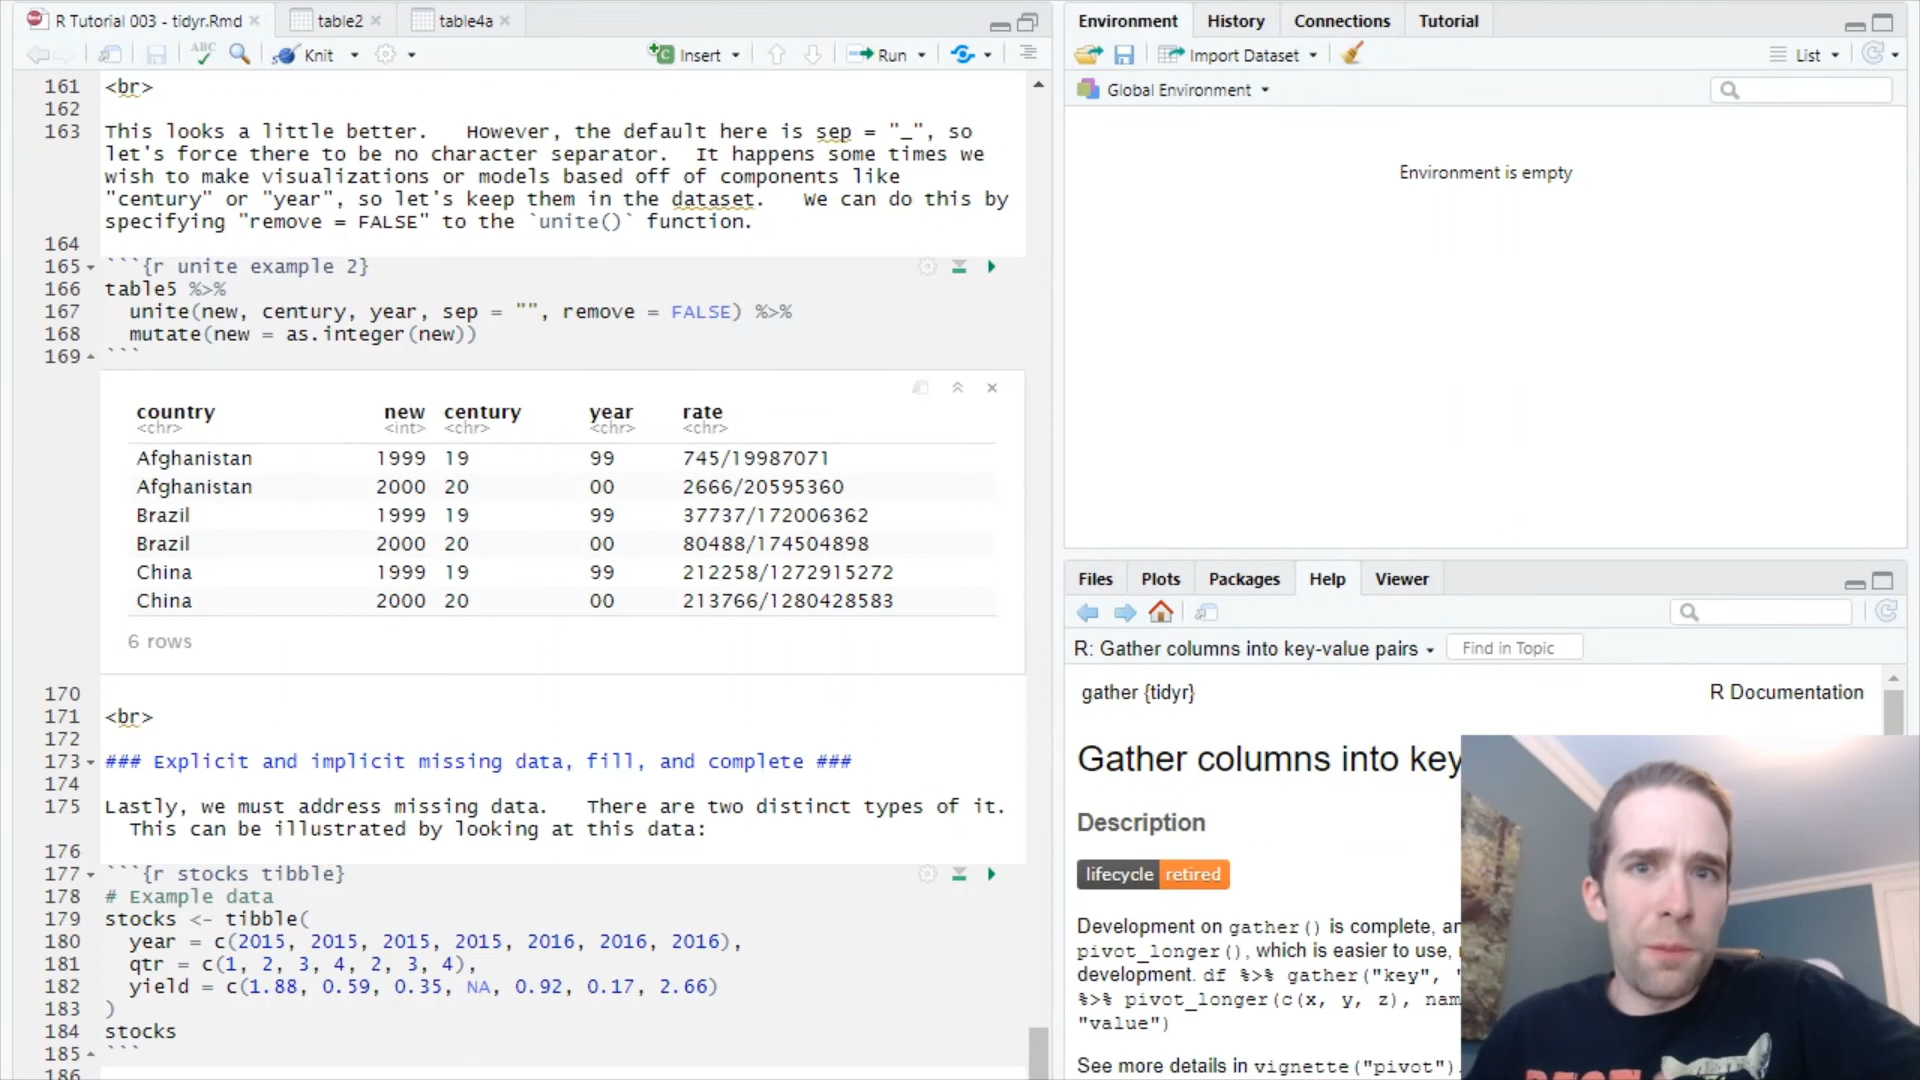 R Tutorial 003 - tidyr.Rmd
table2
table4a
ABC
Knit
Insert
Run
161 <br>
162
163 This looks a little better.   However, the default here is sep = "_", so
let's force there to be no character separator.  It happens some times we
wish to make visualizations or models based off of components like
"century" or "year", so let's keep them in the dataset.   We can do this by
specifying "remove = FALSE" to the `unite()` function.
164
165 ```{r unite example 2}
166 table5 %>%
167   unite(new, century, year, sep = "", remove = FALSE) %>%
168   mutate(new = as.integer(new))
169 ```
country new century year rate
<chr> <int> <chr> <chr> <chr>
Afghanistan 1999 19 99 745/19987071
Afghanistan 2000 20 00 2666/20595360
Brazil 1999 19 99 37737/172006362
Brazil 2000 20 00 80488/174504898
China 1999 19 99 212258/1272915272
China 2000 20 00 213766/1280428583
6 rows
170
171 <br>
172
173 ### Explicit and implicit missing data, fill, and complete ###
174
175 Lastly, we must address missing data.   There are two distinct types of it.
This can be illustrated by looking at this data:
176
177 ```{r stocks tibble}
178 # Example data
179 stocks <- tibble(
180   year = c(2015, 2015, 2015, 2015, 2016, 2016, 2016),
181   qtr = c(1, 2, 3, 4, 2, 3, 4),
182   yield = c(1.88, 0.59, 0.35, NA, 0.92, 0.17, 2.66)
183 )
184 stocks
185 ```
186
Environment History Connections Tutorial
Import Dataset
List
Global Environment
Environment is empty
Files Plots Packages Help Viewer
R: Gather columns into key-value pairs
Find in Topic
gather {tidyr}
R Documentation
Gather columns into key
Description
lifecycle retired
Development on gather() is complete, an
pivot_longer(), which is easier to use,
development. df %>% gather("key", "
%>% pivot_longer(c(x, y, z), nam
"value")
See more details in vignette("pivot").